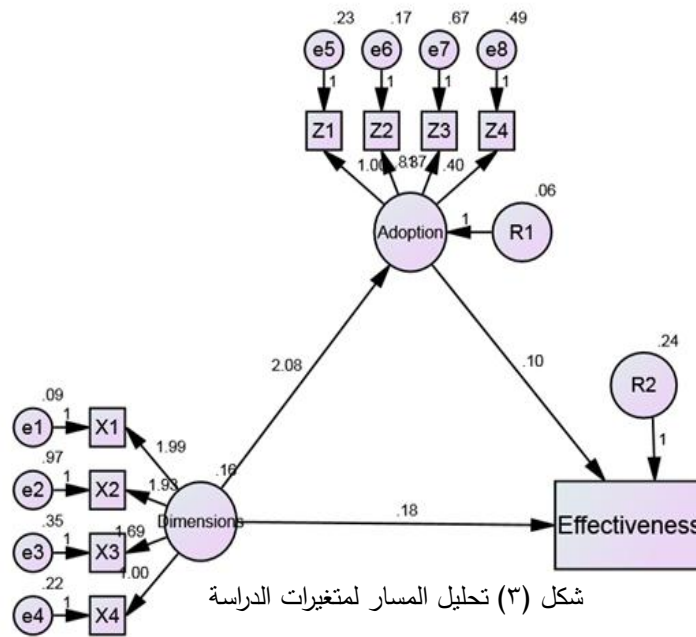 .23 .17 .67 .49
e5 e6 e7 e8
1 1 1 1
Z1 Z2 Z3 Z4
1.00 .40
.06
Adoption 1 R1
2.08 .10 .24
R2
1
.09
e1 1 X1
1.99
.97
e2 1 X2
1.93 .16
Dimensions .18 Effectiveness
.35
e3 1 X3
1.69
.22
e4 1 X4
1.00
شكل (٣) تحليل المسار لمتغيرات الدراسة